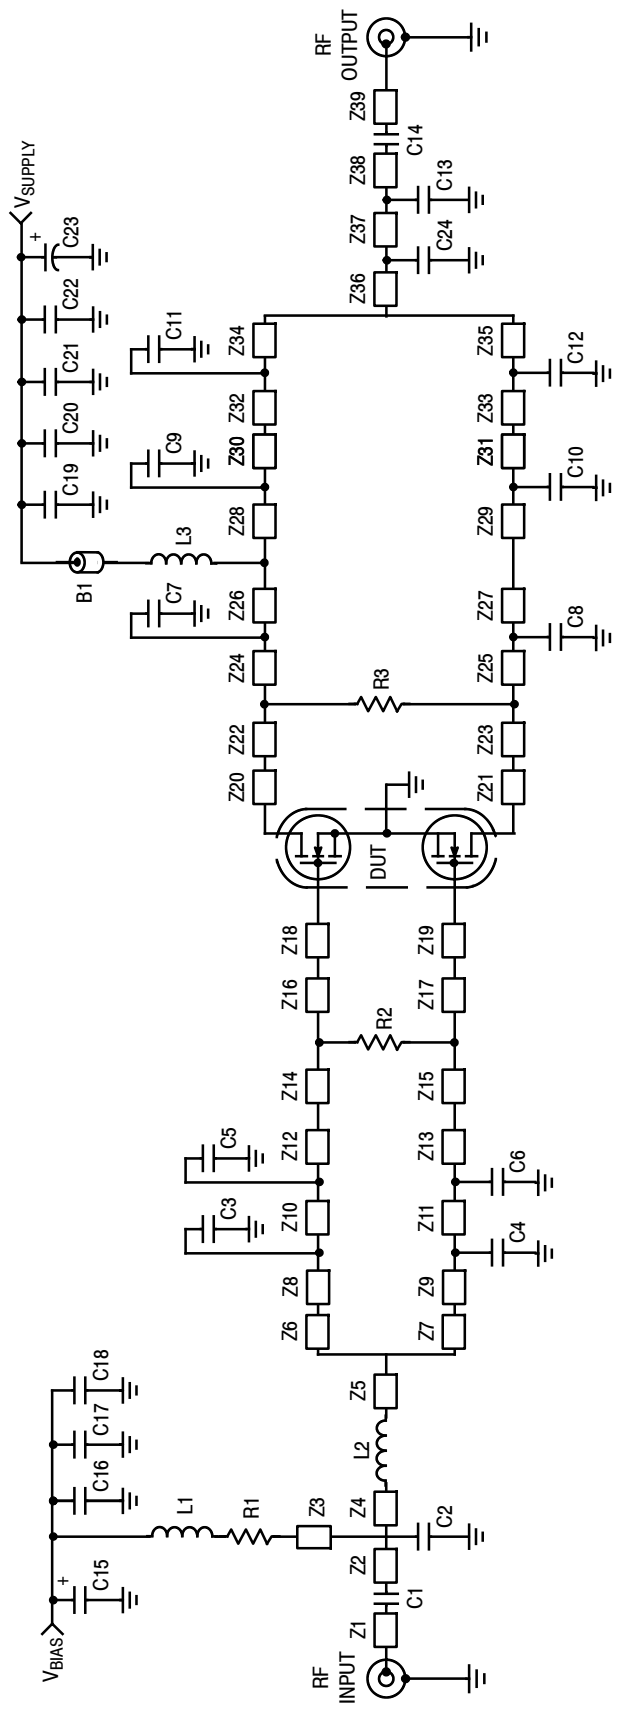 V_BIAS
+
C15
C16
C17
C18
L1
R1
Z3
RF
INPUT
Z1
C1
Z2
C2
Z4
L2
Z5
Z6
Z8
C3
Z10
C5
Z12
Z14
Z16
Z18
R2
Z7
Z9
C4
Z11
C6
Z13
Z15
Z17
Z19
DUT
Z20
Z22
Z24
C7
Z26
B1
L3
C19
C20
C21
C22
+
C23
V_SUPPLY
Z28
C9
Z30
Z32
C11
Z34
R3
Z21
Z23
Z25
C8
Z27
Z29
C10
Z31
Z33
C12
Z35
Z36
C24
Z37
C13
Z38
C14
Z39
RF
OUTPUT